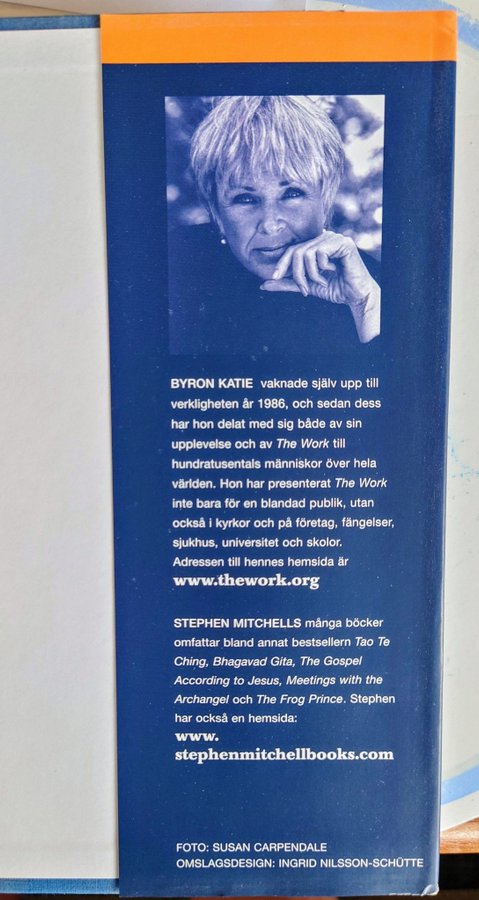 BYRON KATIE vaknade själv upp till
verkligheten år 1986, och sedan dess
har hon delat med sig både av sin
upplevelse och av The Work till
hundratusentals människor över hela
världen. Hon har presenterat The Work
inte bara för en blandad publik, utan
också i kyrkor och på företag, fängelser,
sjukhus, universitet och skolor.
Adressen till hennes hemsida är
www.thework.org
STEPHEN MITCHELLS många böcker
omfattar bland annat bestsellern Tao Te
Ching, Bhagavad Gita, The Gospel
According to Jesus, Meetings with the
Archangel och The Frog Prince. Stephen
har också en hemsida:
www.
stephenmitchellbooks.com
FOTO: SUSAN CARPENDALE
OMSLAGSDESIGN: INGRID NILSSON-SCHÜTTE